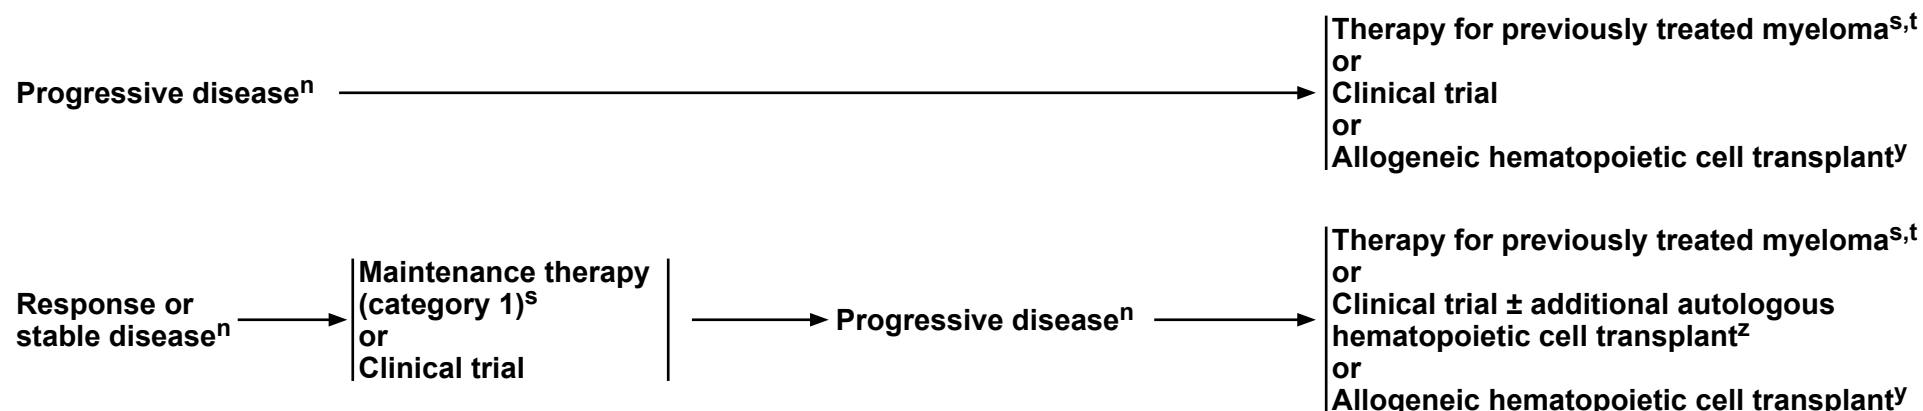 Progressive diseaseⁿ
Therapy for previously treated myelomaˢ,ᵗ
or
Clinical trial
or
Allogeneic hematopoietic cell transplantʸ
Response or
stable diseaseⁿ
Maintenance therapy
(category 1)ˢ
or
Clinical trial
Progressive diseaseⁿ
Therapy for previously treated myelomaˢ,ᵗ
or
Clinical trial ± additional autologous
hematopoietic cell transplantᶻ
or
Allogeneic hematopoietic cell transplantʸ